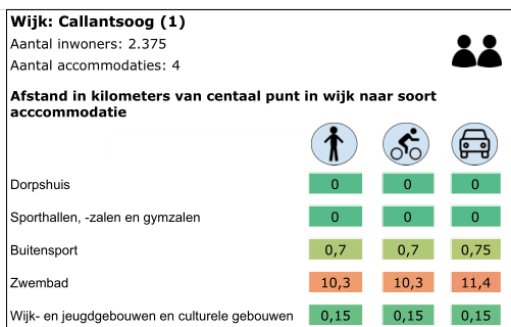 Wijk: Callantsoog (1)
Aantal inwoners: 2.375
Aantal accommodaties: 4
Afstand in kilometers van centaal punt in wijk naar soort
acccommodatie
Dorpshuis 0 0 0
Sporthallen, -zalen en gymzalen 0 0 0
Buitensport 0,7 0,7 0,75
Zwembad 10,3 10,3 11,4
Wijk- en jeugdgebouwen en culturele gebouwen 0,15 0,15 0,15